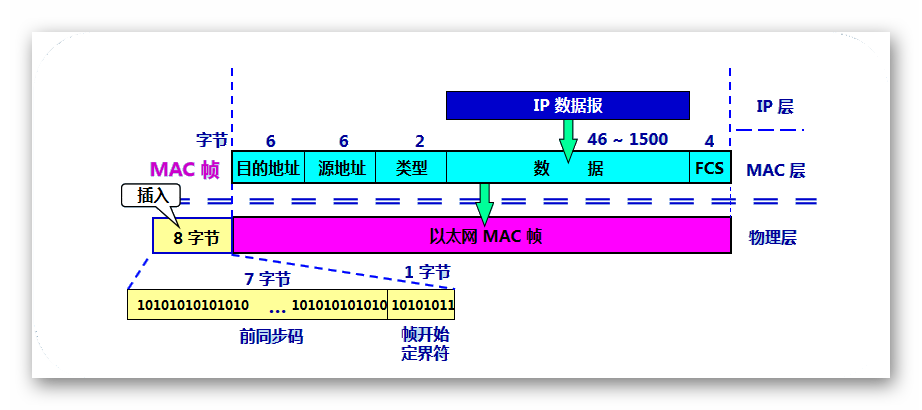 IP 数据报
IP 层
字节
6
6
2
46 ~ 1500
4
MAC 帧
目的地址
源地址
类型
数 据
FCS
MAC 层
插入
8 字节
以太网 MAC 帧
物理层
7 字节
1 字节
10101010101010 ... 101010101010
10101011
前同步码
帧开始
定界符